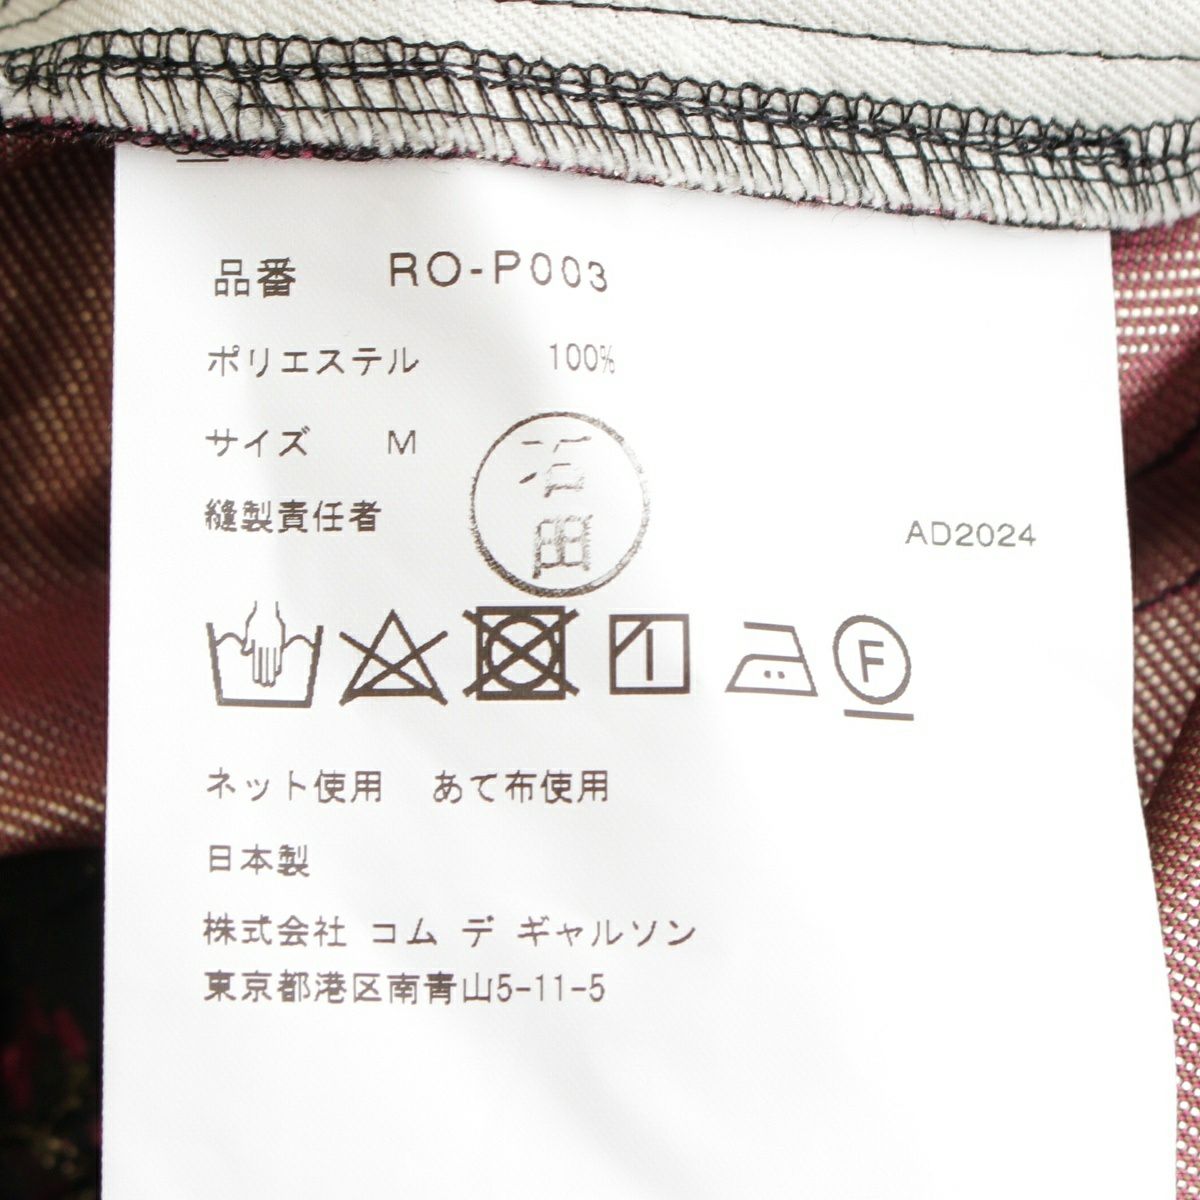 品番 RO-P003
ポリエステル 100%
サイズ M
縫製責任者
AD2024
F
ネット使用 あて布使用
日本製
株式会社 コム デ ギャルソン
東京都港区南青山5-11-5